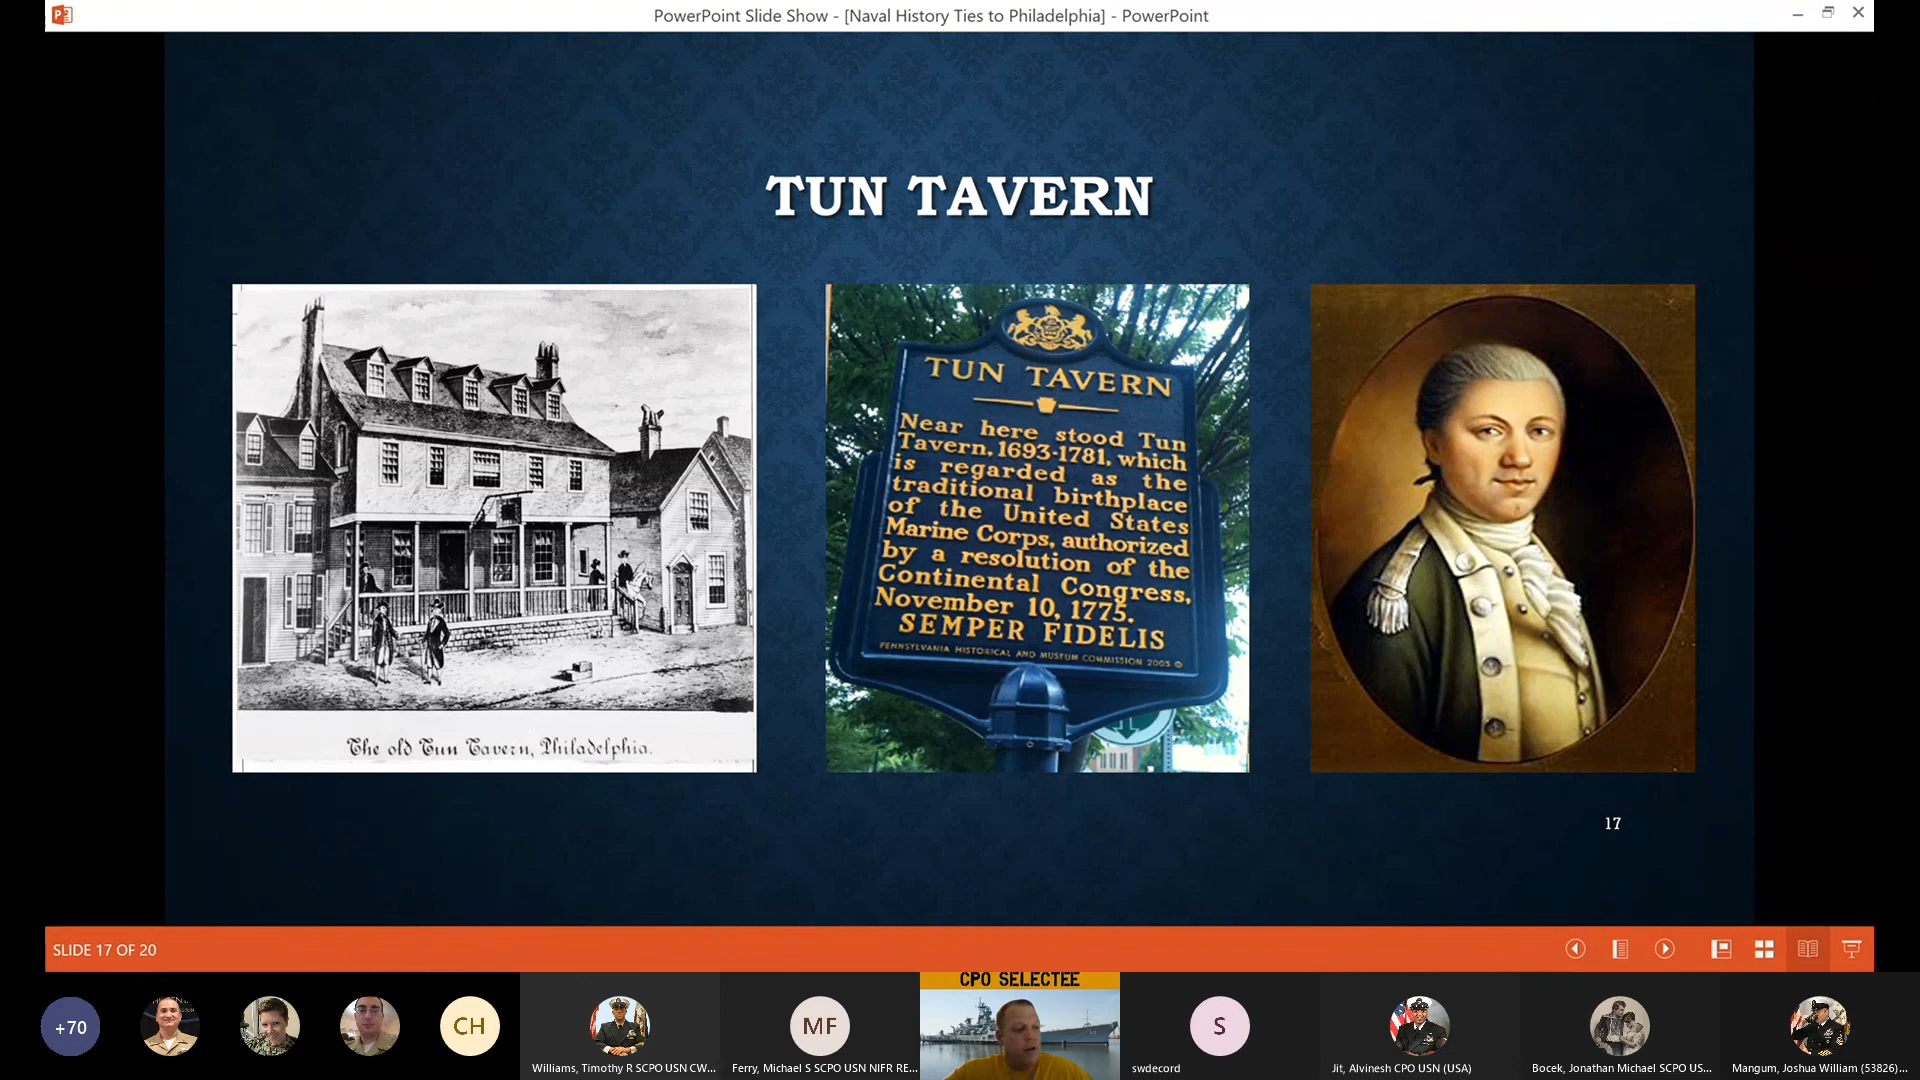 PowerPoint Slide Show - [Naval History Ties to Philadelphia] - PowerPoint
TUN TAVERN
The old Tun Tavern, Philadelphia.
TUN TAVERN
Near here stood Tun
Tavern, 1693-1781, which
is regarded as the
traditional birthplace
of the United States
Marine Corps, authorized
by a resolution of the
Continental Congress,
November 10, 1775.
SEMPER FIDELIS
PENNSYLVANIA HISTORICAL AND MUSEUM COMMISSION 2005 ©
17
SLIDE 17 OF 20
+70
CH
Williams, Timothy R SCPO USN CW...
MF
Ferry, Michael S SCPO USN NIFR RE...
CPO SELECTEE
S
swdecord
Jit, Alvinesh CPO USN (USA)
Bocek, Jonathan Michael SCPO US...
Mangum, Joshua William (53826)...